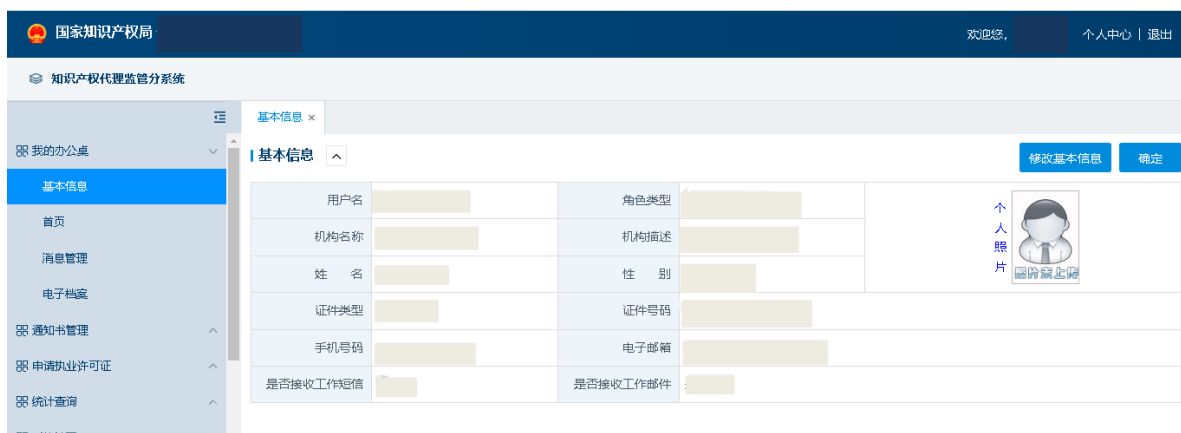 国家知识产权局
欢迎您,
个人中心 | 退出
知识产权代理监管分系统
基本信息 ×
我的办公桌
基本信息
首页
消息管理
电子档案
通知书管理
申请执业许可证
统计查询
基本信息
修改基本信息 确定
用户名 角色类型
机构名称 机构描述
姓 名 性 别
证件类型 证件号码
手机号码 电子邮箱
是否接收工作短信 是否接收工作邮件
个人照片
照片未上传